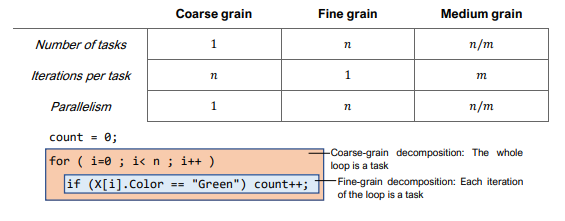 Coarse grain Fine grain Medium grain
Number of tasks 1 n n/m
Iterations per task n 1 m
Parallelism 1 n n/m
count = 0;
for ( i=0 ; i< n ; i++ )
if (X[i].Color == "Green") count++;
Coarse-grain decomposition: The whole
loop is a task
Fine-grain decomposition: Each iteration
of the loop is a task